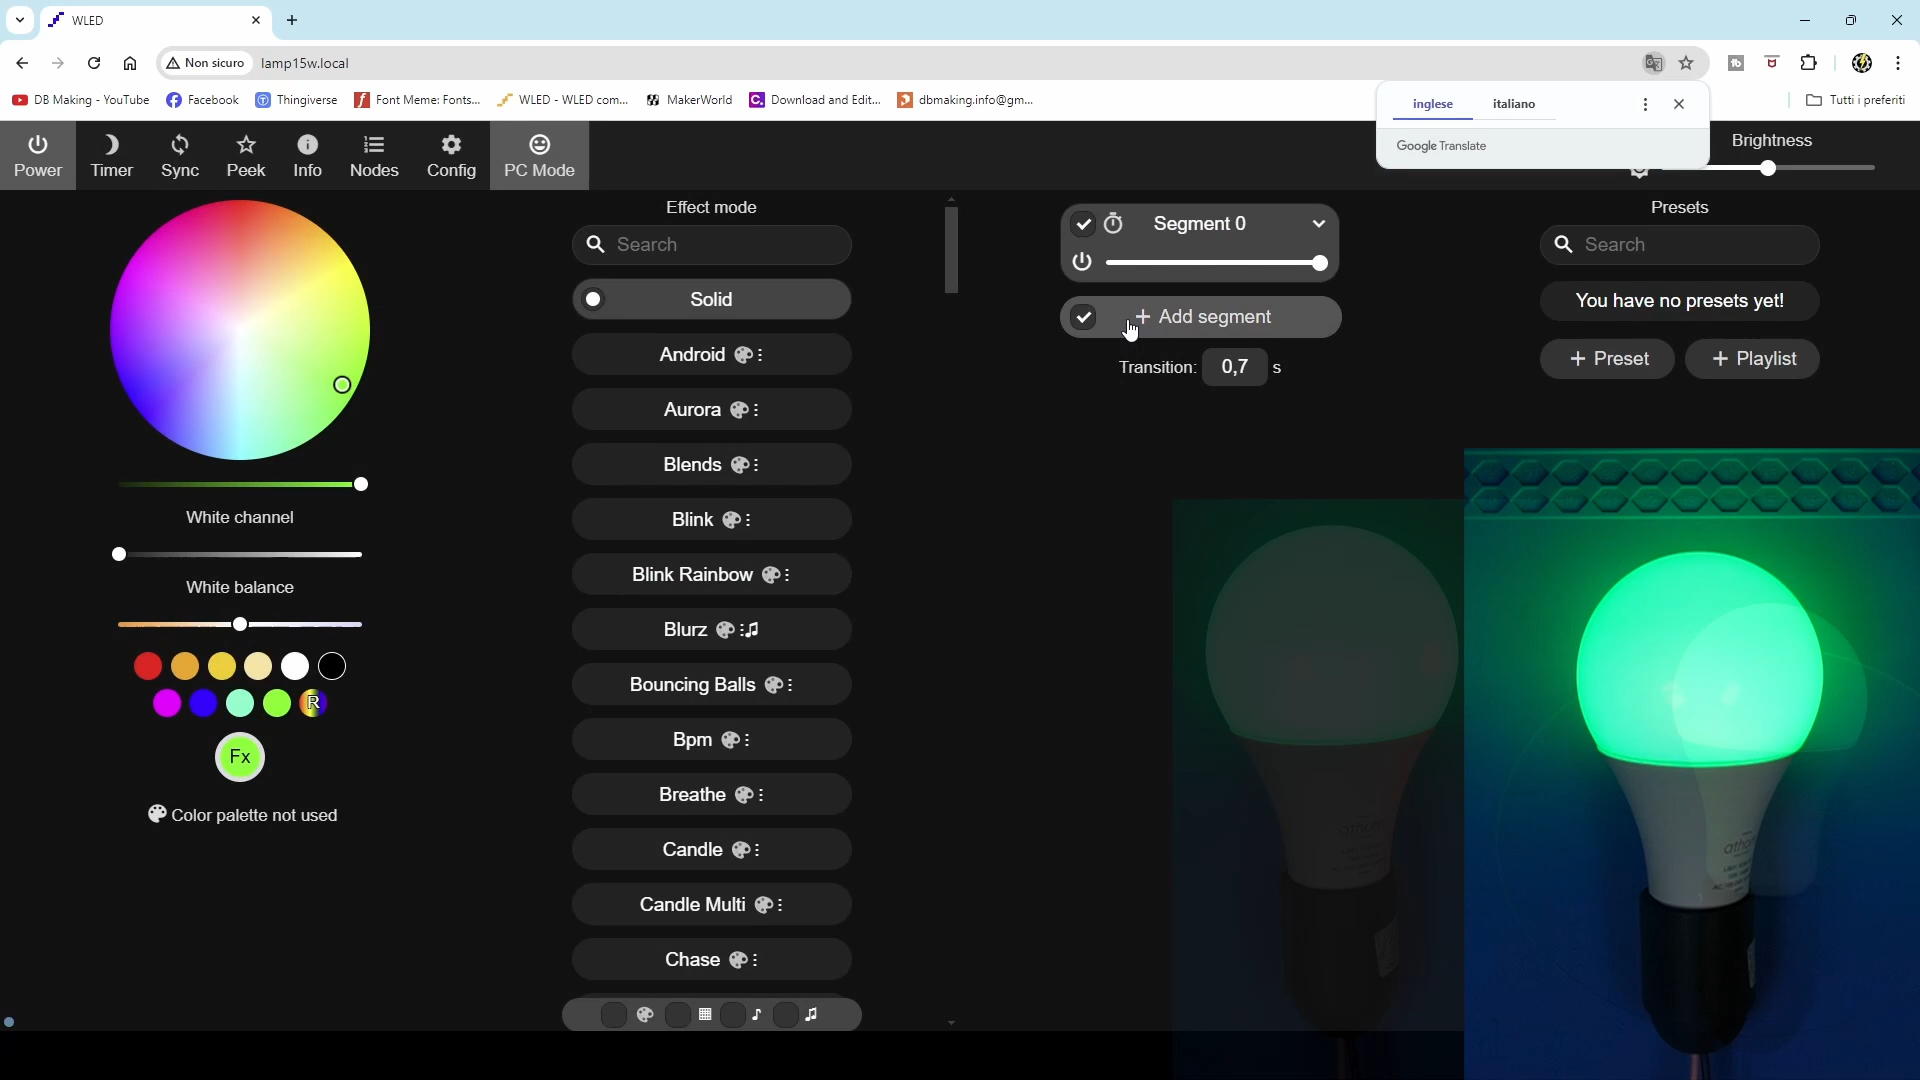 WLED
Non sicuro
lamp15w.local
DB Making - YouTube
Facebook
Thingiverse
Font Meme: Fonts...
WLED - WLED com...
MakerWorld
Download and Edit...
dbmaking.info@gm...
Tutti i preferiti
inglese
italiano
Google Translate
Power
Timer
Sync
Peek
Info
Nodes
Config
PC Mode
Brightness
White channel
White balance
R
Fx
Color palette not used
Effect mode
Search
Solid
Android
Aurora
Blends
Blink
Blink Rainbow
Blurz
Bouncing Balls
Bpm
Breathe
Candle
Candle Multi
Chase
Segment 0
+ Add segment
Transition: 0,7 s
Presets
Search
You have no presets yet!
+ Preset
+ Playlist